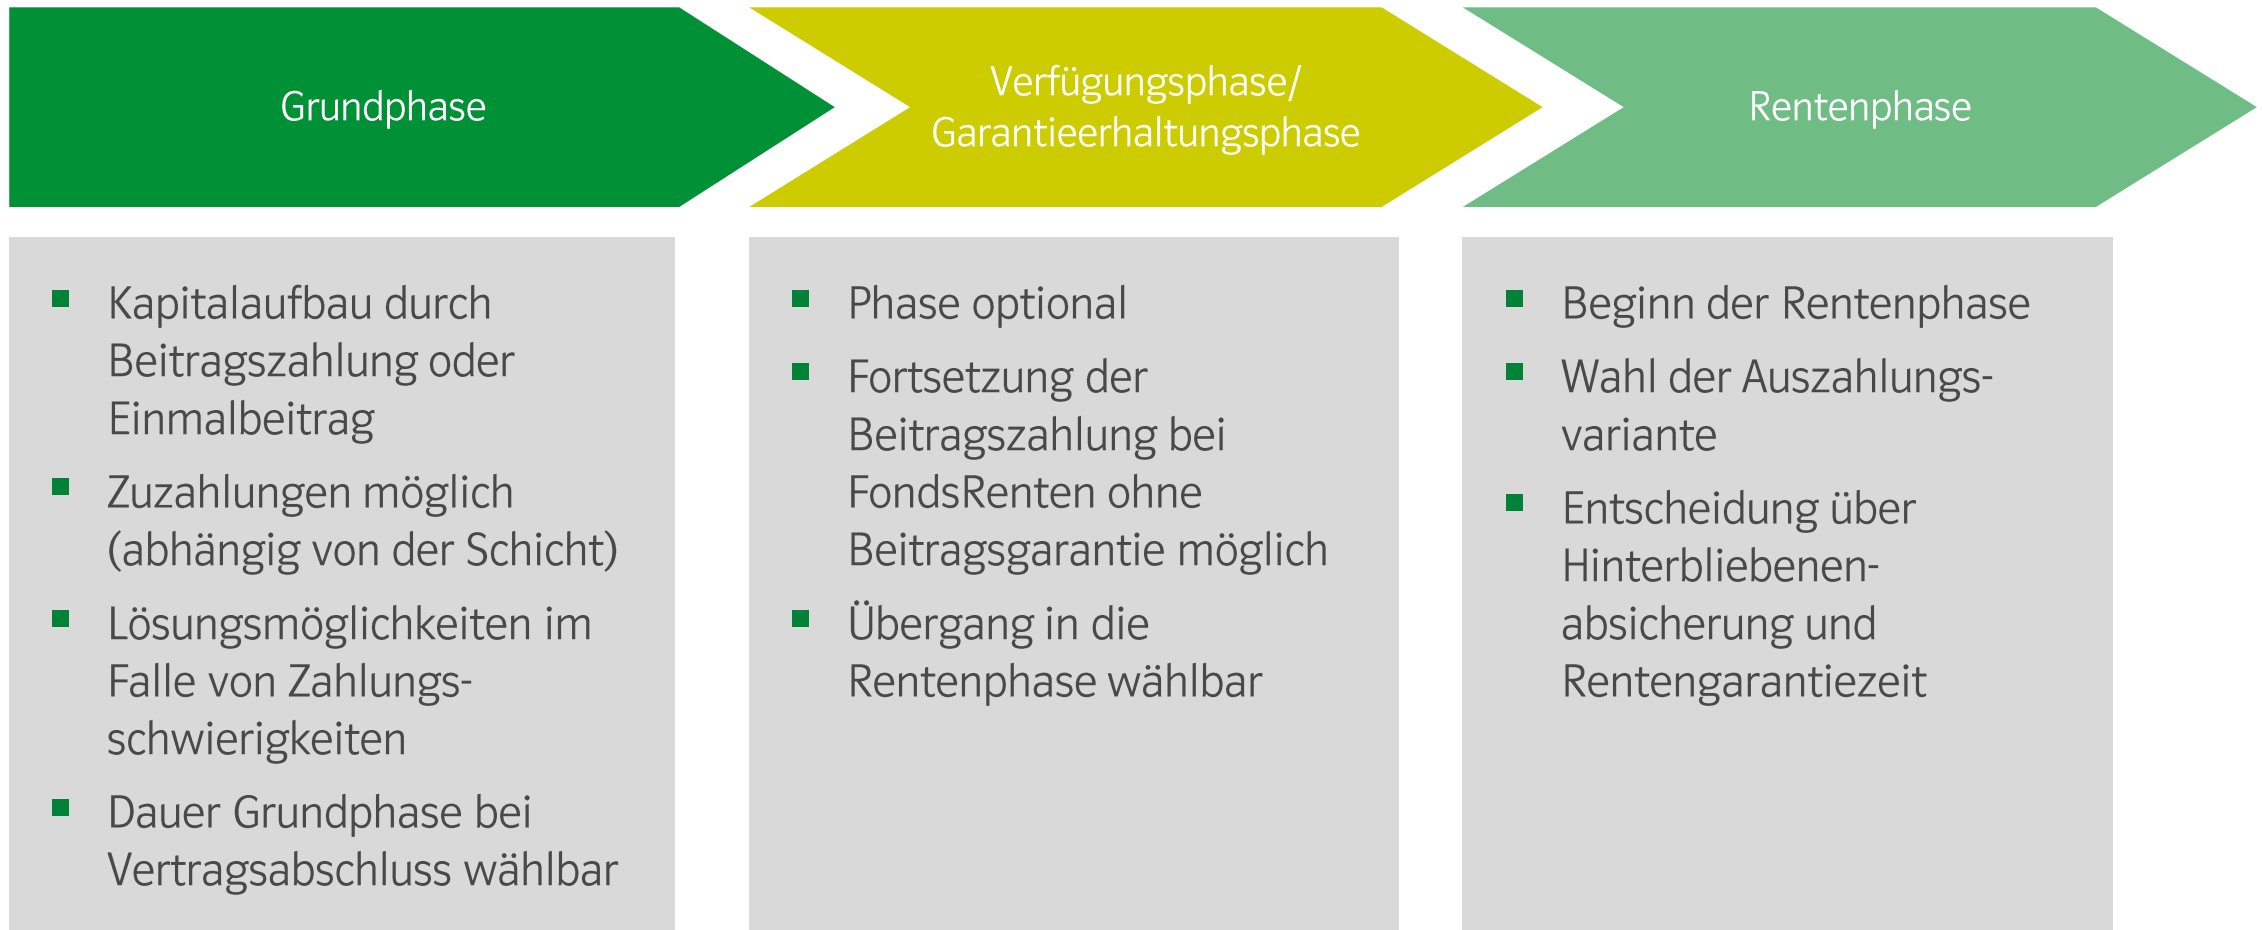 Grundphase
Verfügungsphase/
Garantieerhaltungsphase
Rentenphase
Kapitalaufbau durch
Beitragszahlung oder
Einmalbeitrag
Zuzahlungen möglich
(abhängig von der Schicht)
Lösungsmöglichkeiten im
Falle von Zahlungs-
schwierigkeiten
Dauer Grundphase bei
Vertragsabschluss wählbar
Phase optional
Fortsetzung der
Beitragszahlung bei
FondsRenten ohne
Beitragsgarantie möglich
Übergang in die
Rentenphase wählbar
Beginn der Rentenphase
Wahl der Auszahlungs-
variante
Entscheidung über
Hinterbliebenen-
absicherung und
Rentengarantiezeit